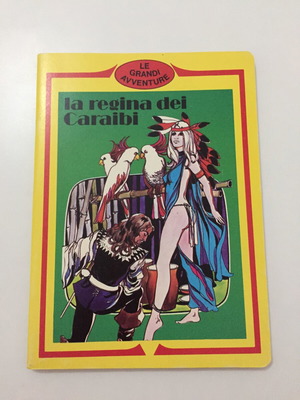 LE
GRANDI
AVVENTURE
la regina dei
Caraibi